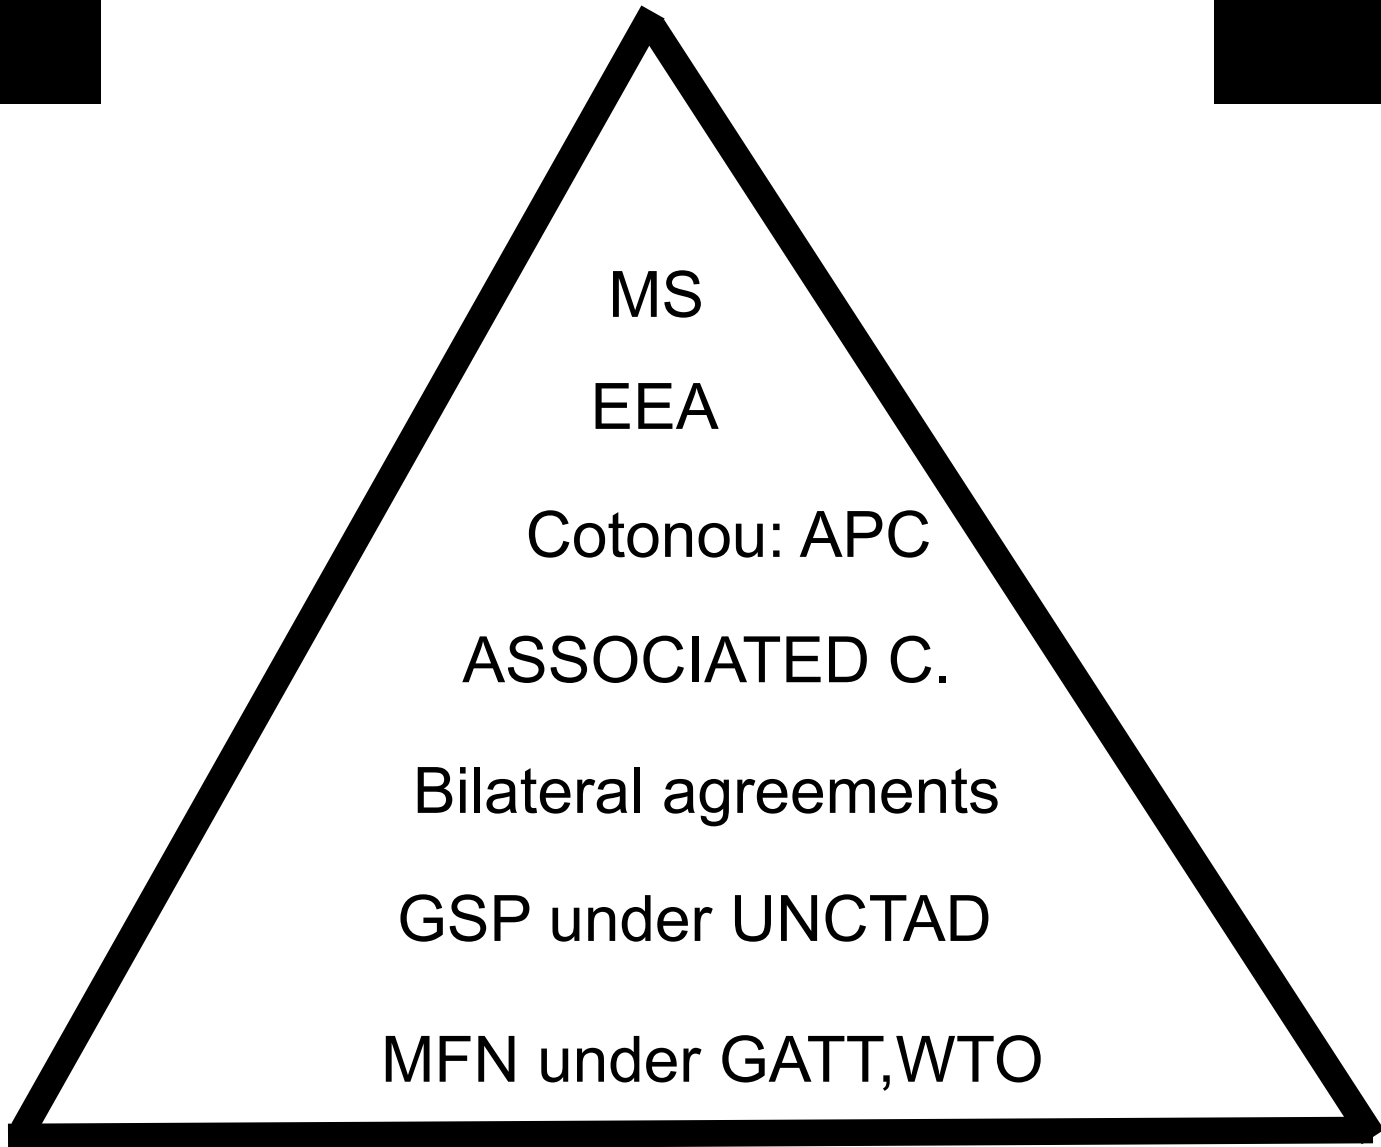 MS
EEA
Cotonou: APC
ASSOCIATED C.
Bilateral agreements
GSP under UNCTAD
MFN under GATT,WTO